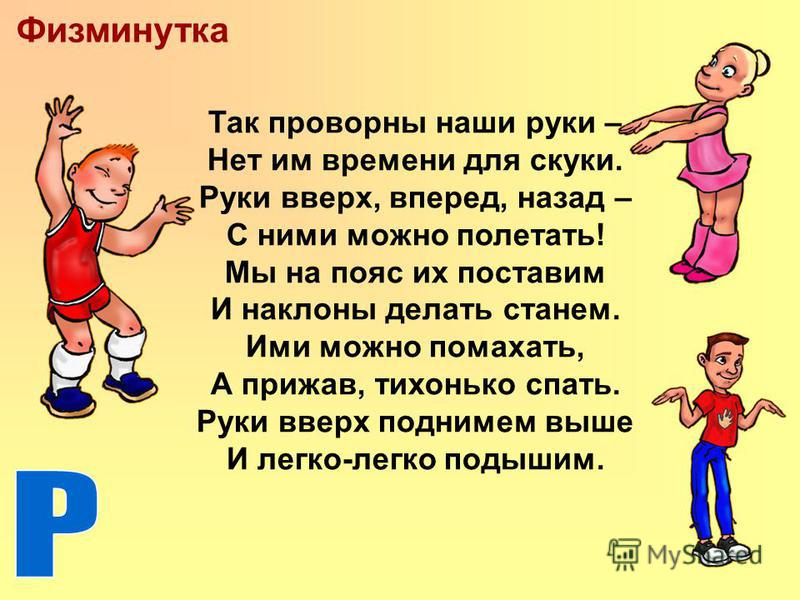 Физминутка
Так проворны наши руки –
Нет им времени для скуки.
Руки вверх, вперед, назад –
С ними можно полетать!
Мы на пояс их поставим
И наклоны делать станем.
Ими можно помахать,
А прижав, тихонько спать.
Руки вверх поднимем выше
И легко-легко подышим.
Р
MyShared